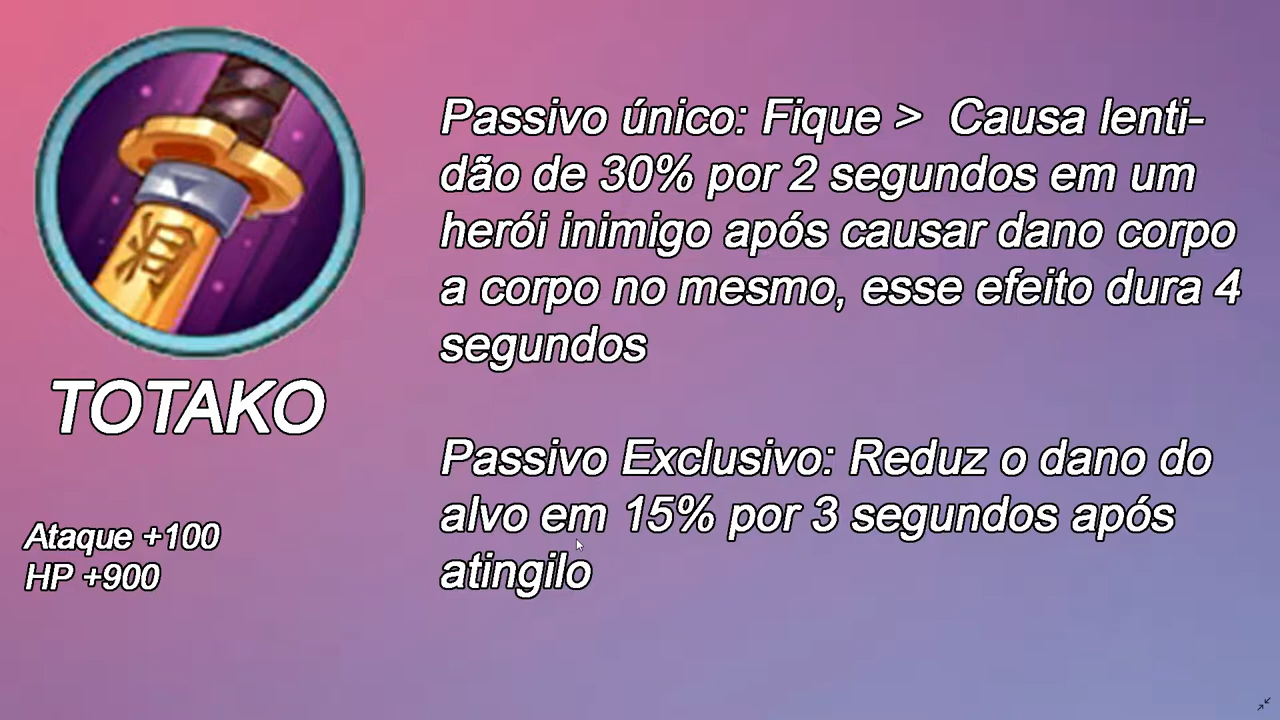 TOTAKO
Ataque +100
HP +900
Passivo único: Fique > Causa lenti-
dão de 30% por 2 segundos em um
herói inimigo após causar dano corpo
a corpo no mesmo, esse efeito dura 4
segundos
Passivo Exclusivo: Reduz o dano do
alvo em 15% por 3 segundos após
atingilo